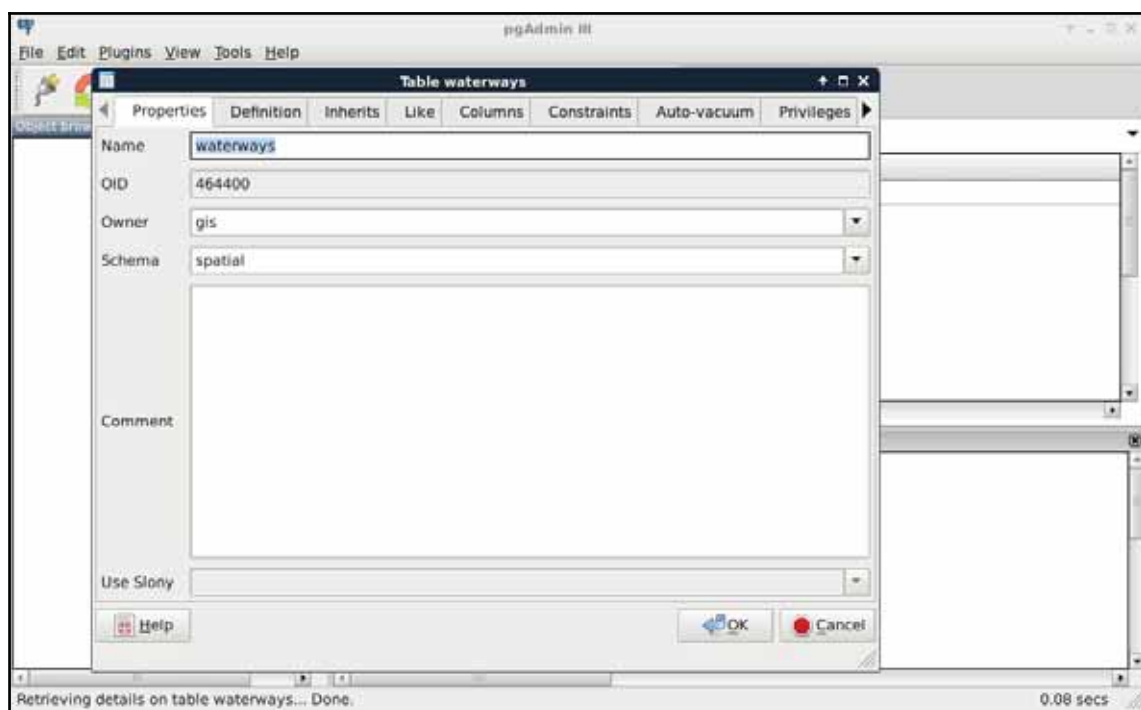 pgAdmin III
File Edit Plugins View Tools Help
Table waterways
Properties Definition Inherits Like Columns Constraints Auto-vacuum Privileges
Object brow
Name waterways
OID 464400
Owner gis
Schema spatial
Comment
Use Slony
Help OK Cancel
Retrieving details on table waterways... Done. 0.08 secs